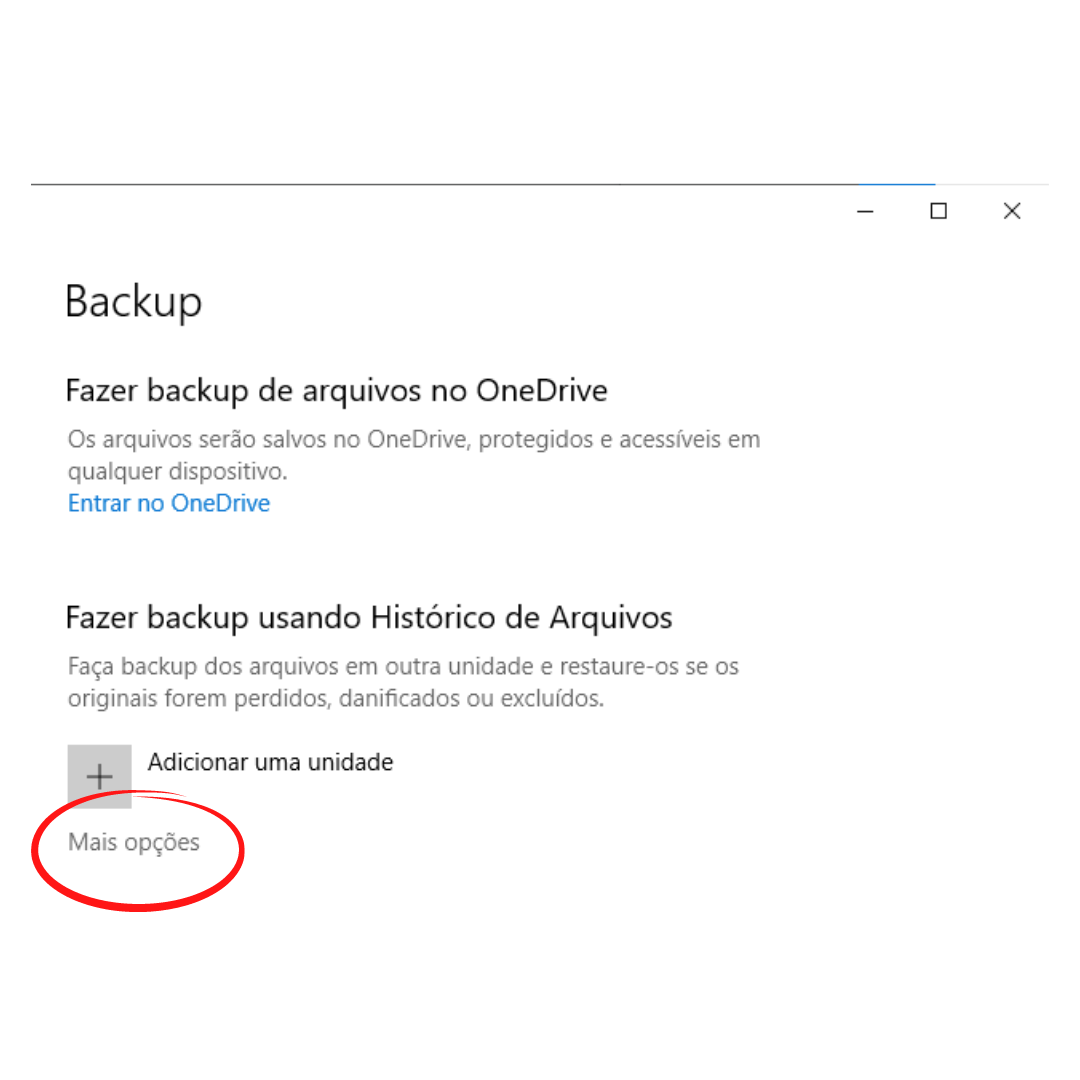 Backup
Fazer backup de arquivos no OneDrive
Os arquivos serão salvos no OneDrive, protegidos e acessíveis em
qualquer dispositivo.
Entrar no OneDrive
Fazer backup usando Histórico de Arquivos
Faça backup dos arquivos em outra unidade e restaure-os se os
originais forem perdidos, danificados ou excluídos.
Adicionar uma unidade
Mais opções